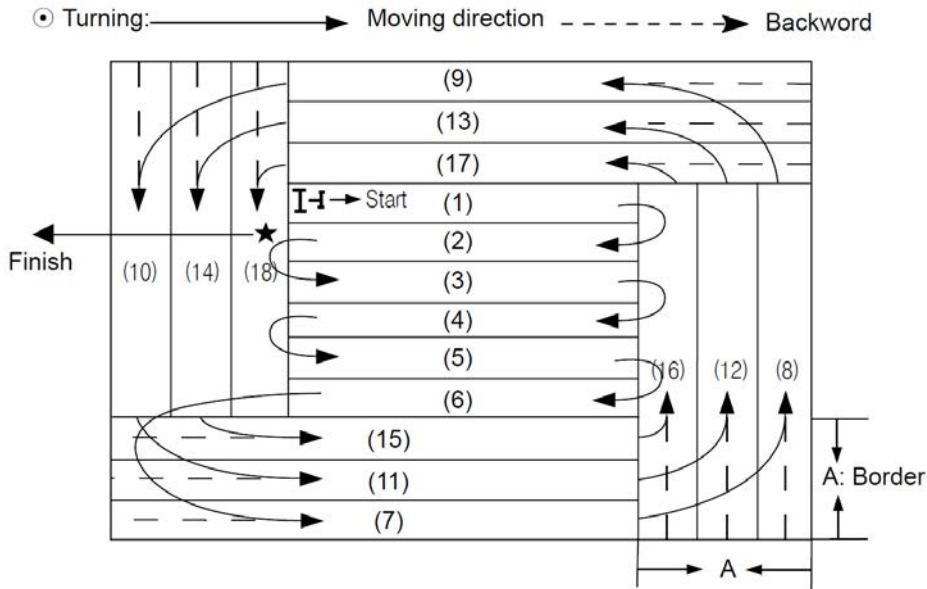 ⊙ Turning: Moving direction Backword
(9)
(13)
(17)
Start (1)
(2)
Finish
(10) (14) (18) (3)
(4)
(5)
(16) (12) (8)
(6)
(15)
(11)
A: Border
(7)
A